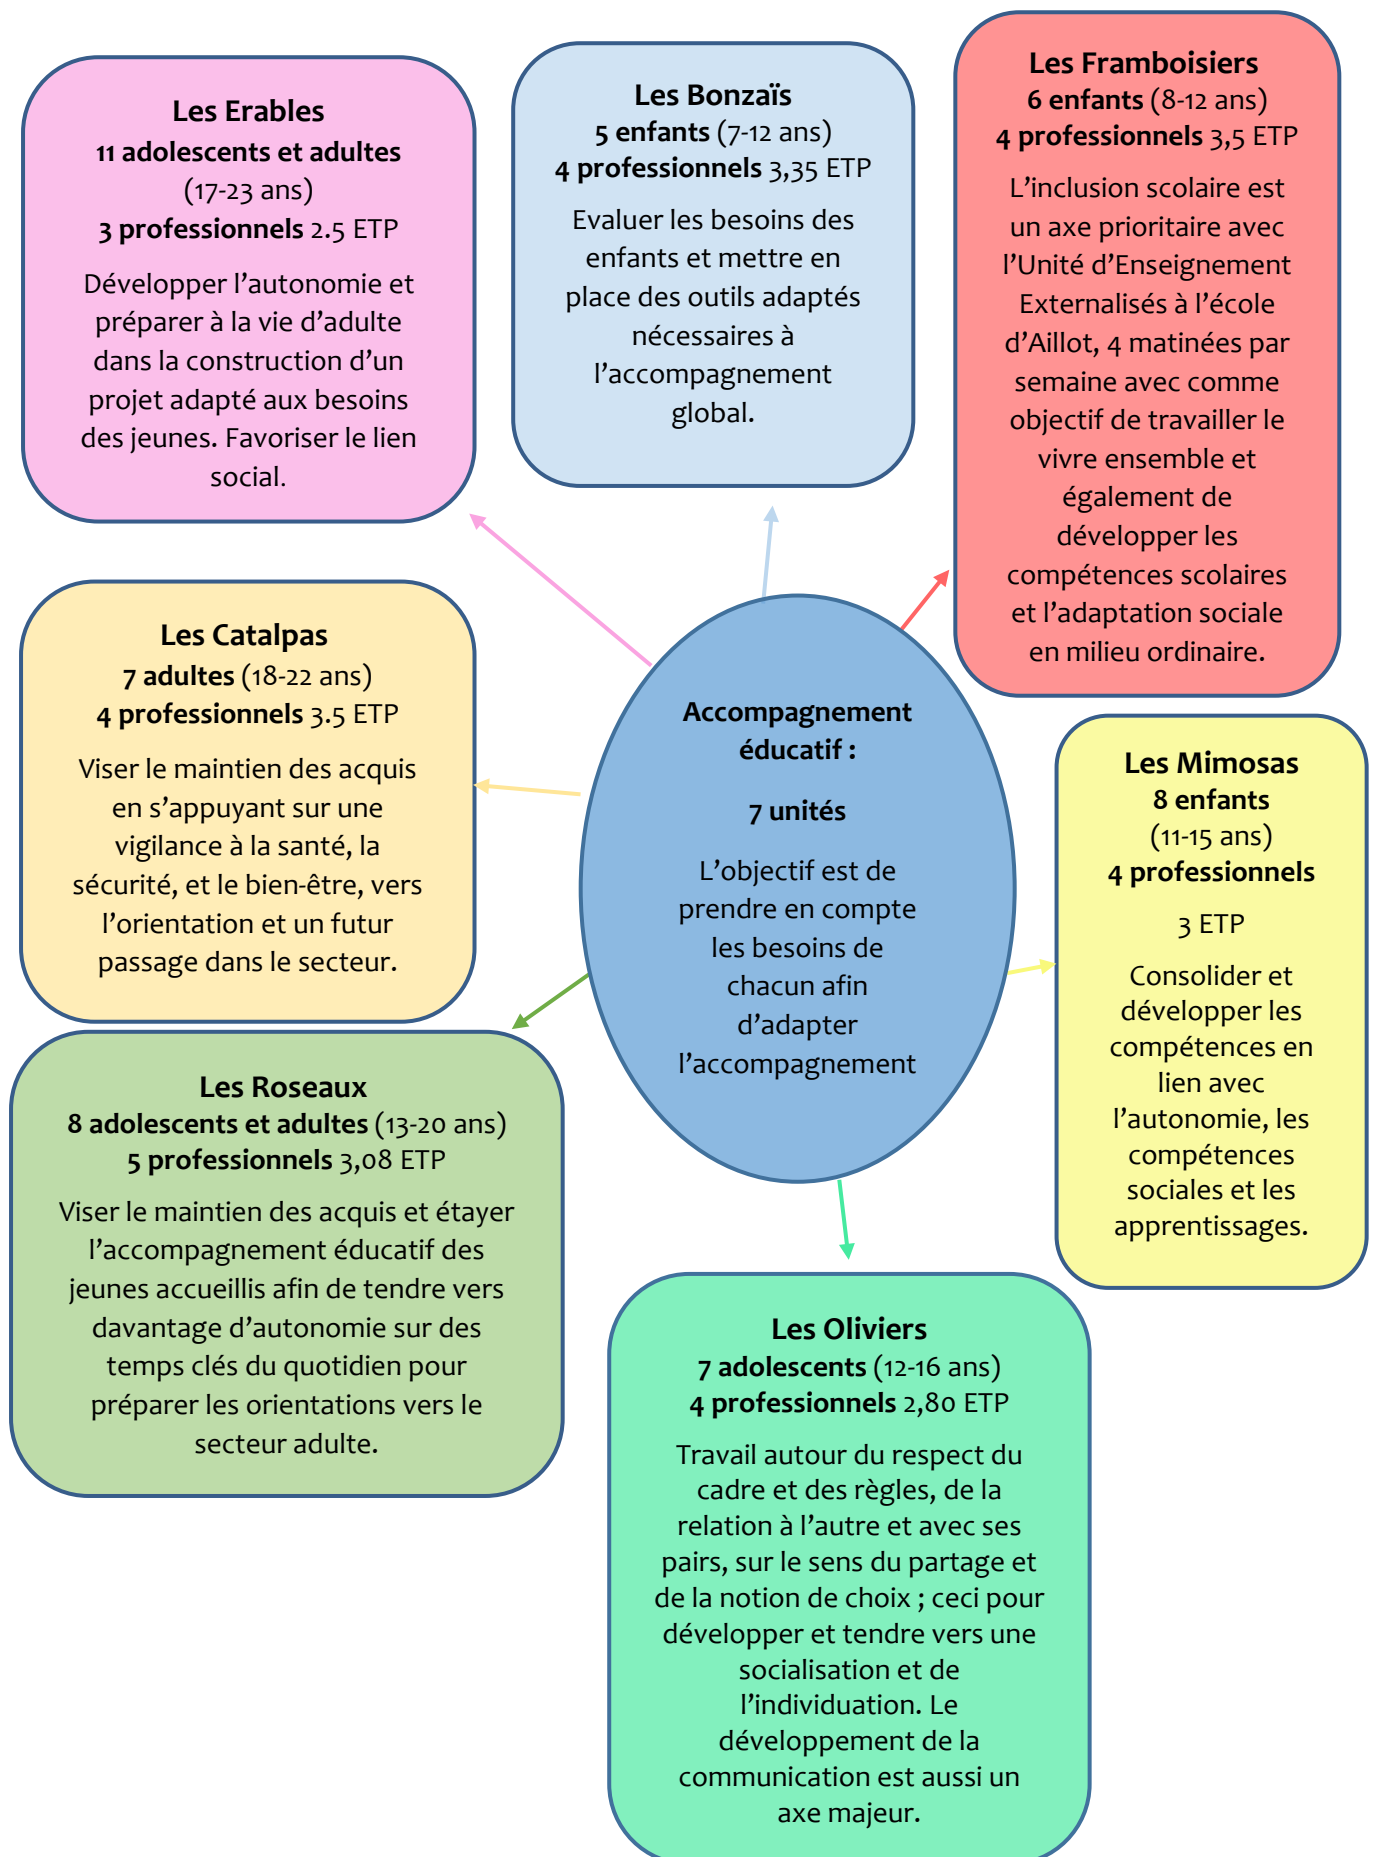 Les Erables
11 adolescents et adultes
(17-23 ans)
3 professionnels 2.5 ETP
Développer l’autonomie et
préparer à la vie d’adulte
dans la construction d’un
projet adapté aux besoins
des jeunes. Favoriser le lien
social.
Les Bonzaïs
5 enfants (7-12 ans)
4 professionnels 3,35 ETP
Evaluer les besoins des
enfants et mettre en
place des outils adaptés
nécessaires à
l’accompagnement
global.
Les Framboisiers
6 enfants (8-12 ans)
4 professionnels 3,5 ETP
L’inclusion scolaire est
un axe prioritaire avec
l’Unité d’Enseignement
Externalisés à l’école
d’Aillot, 4 matinées par
semaine avec comme
objectif de travailler le
vivre ensemble et
également de
développer les
compétences scolaires
et l’adaptation sociale
en milieu ordinaire.
Les Catalpas
7 adultes (18-22 ans)
4 professionnels 3.5 ETP
Viser le maintien des acquis
en s’appuyant sur une
vigilance à la santé, la
sécurité, et le bien-être, vers
l’orientation et un futur
passage dans le secteur.
Accompagnement
éducatif :
7 unités
L’objectif est de
prendre en compte
les besoins de
chacun afin
d’adapter
l’accompagnement
Les Mimosas
8 enfants
(11-15 ans)
4 professionnels
3 ETP
Consolider et
développer les
compétences en
lien avec
l’autonomie, les
compétences
sociales et les
apprentissages.
Les Roseaux
8 adolescents et adultes (13-20 ans)
5 professionnels 3,08 ETP
Viser le maintien des acquis et étayer
l’accompagnement éducatif des
jeunes accueillis afin de tendre vers
davantage d’autonomie sur des
temps clés du quotidien pour
préparer les orientations vers le
secteur adulte.
Les Oliviers
7 adolescents (12-16 ans)
4 professionnels 2,80 ETP
Travail autour du respect du
cadre et des règles, de la
relation à l’autre et avec ses
pairs, sur le sens du partage et
de la notion de choix ; ceci pour
développer et tendre vers une
socialisation et de
l’individuation. Le
développement de la
communication est aussi un
axe majeur.